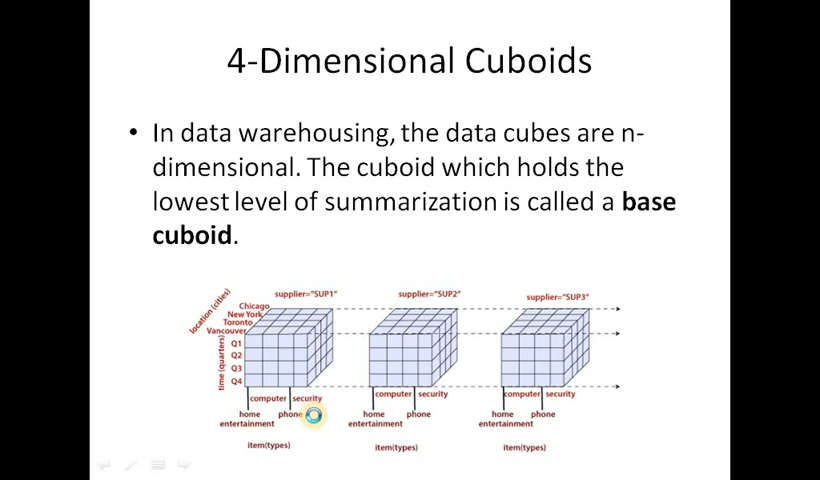 4-Dimensional Cuboids
• In data warehousing, the data cubes are n-
dimensional. The cuboid which holds the
lowest level of summarization is called a base
cuboid.
location (cities)
supplier="SUP1"
supplier="SUP2"
supplier="SUP3"
Chicago
New York
Toronto
Vancouver
time (quarters)
Q1
Q2
Q3
Q4
computer security
home phone
entertainment
item(types)
computer security
home phone
entertainment
item(types)
computer security
home phone
entertainment
item(types)